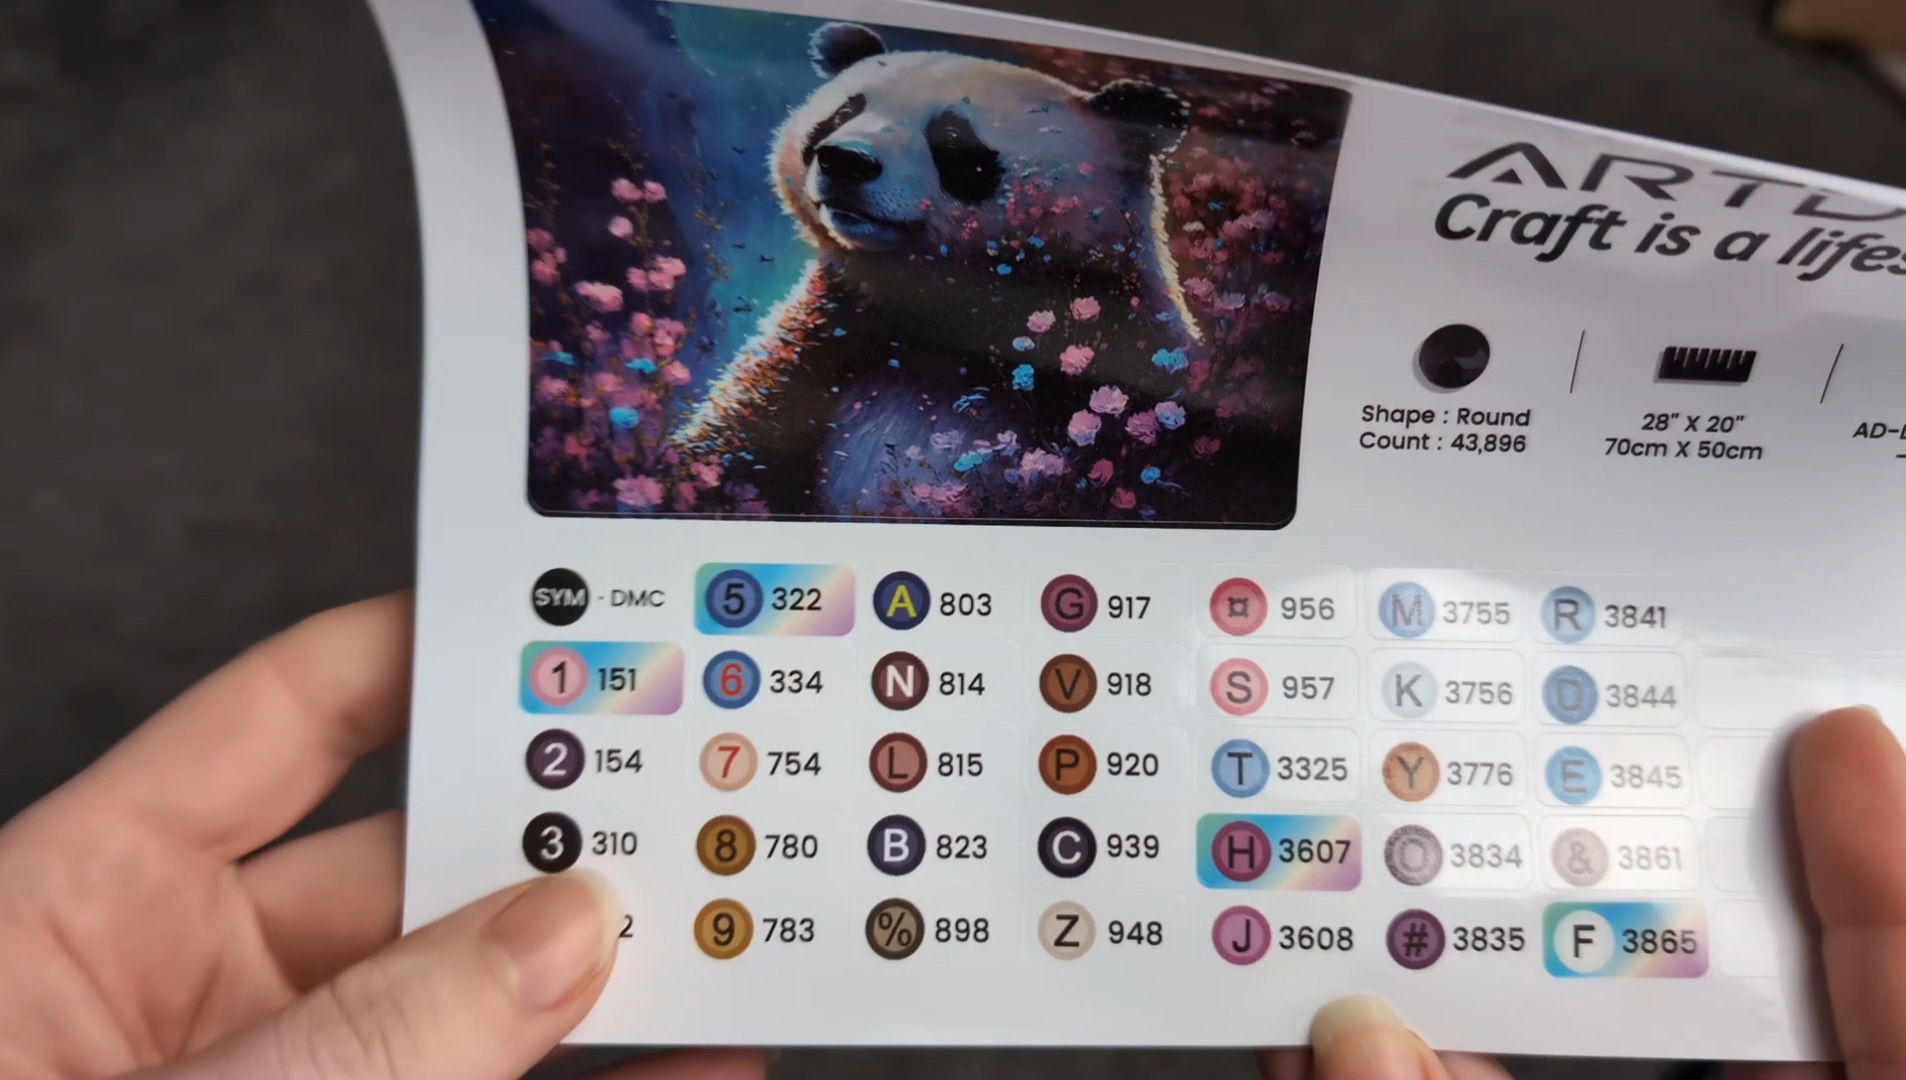 ARTD
Craft is a lifes
Shape : Round
Count : 43,896
28" X 20"
70cm X 50cm
AD-
SYM - DMC 5 322 A 803 G 917 ¤ 956 M 3755 R 3841
1 151 6 334 N 814 V 918 S 957 K 3756 D 3844
2 154 7 754 L 815 P 920 T 3325 Y 3776 E 3845
3 310 8 780 B 823 C 939 H 3607 O 3834 & 3861
2 9 783 % 898 Z 948 J 3608 # 3835 F 3865